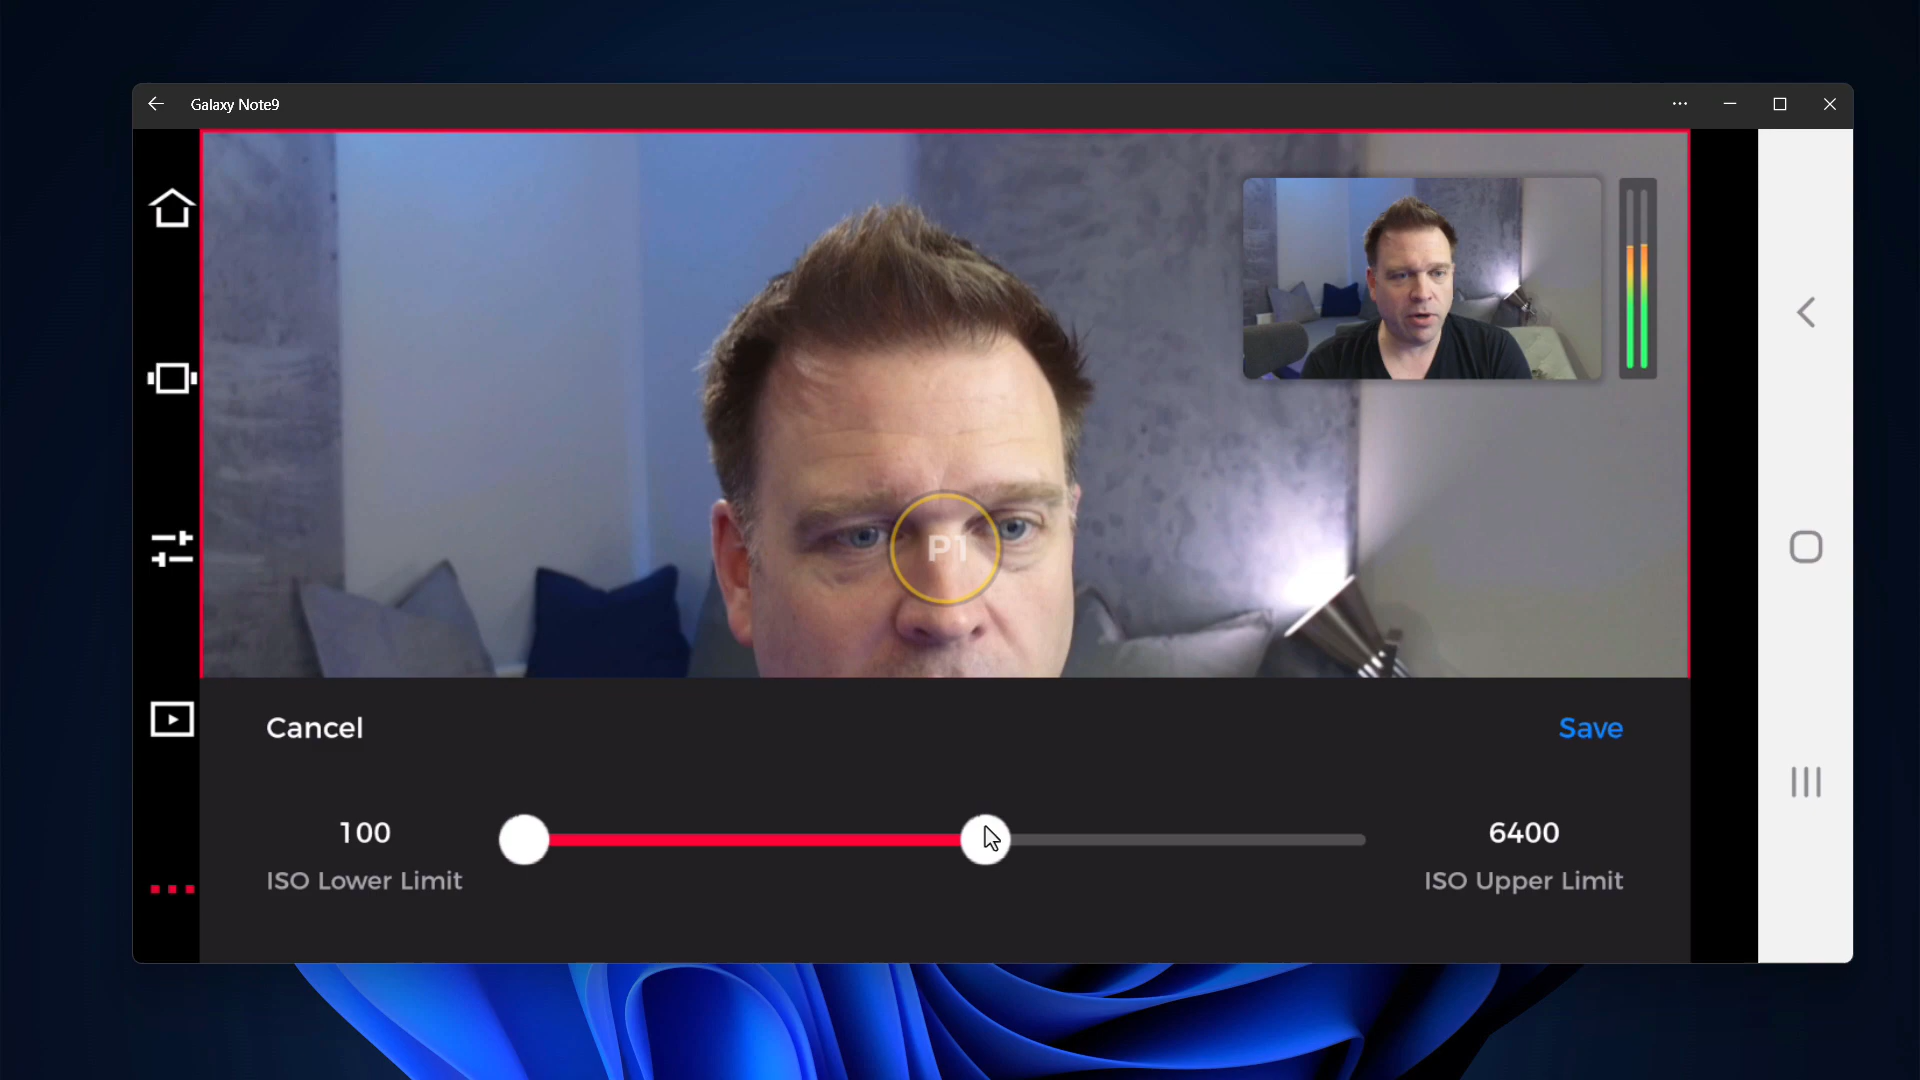 Galaxy Note9
P1
Cancel
Save
100
6400
ISO Lower Limit
ISO Upper Limit